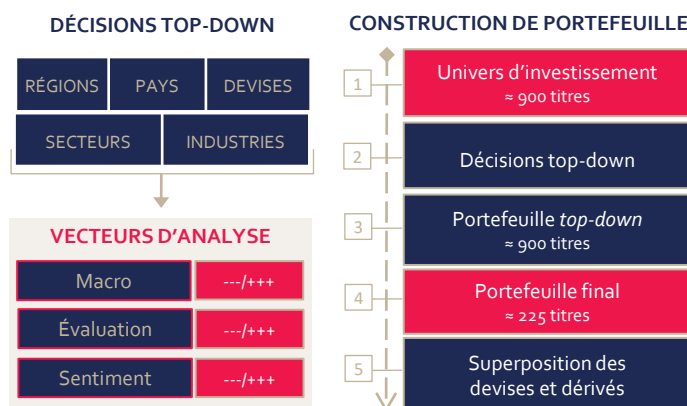 DÉCISIONS TOP-DOWN
RÉGIONS
PAYS
DEVISES
SECTEURS
INDUSTRIES
VECTEURS D'ANALYSE
Macro
---/+++
Évaluation
---/+++
Sentiment
---/+++
CONSTRUCTION DE PORTEFEUILLE
1
Univers d'investissement
≈ 900 titres
2
Décisions top-down
3
Portefeuille top-down
≈ 900 titres
4
Portefeuille final
≈ 225 titres
5
Superposition des
devises et dérivés